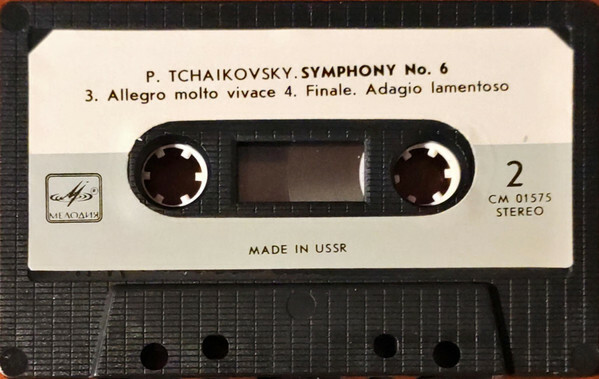 P. TCHAIKOVSKY. SYMPHONY No. 6
3. Allegro molto vivace 4. Finale. Adagio lamentoso
МЕЛОДИЯ
2
СМ 01575
STEREO
MADE IN USSR